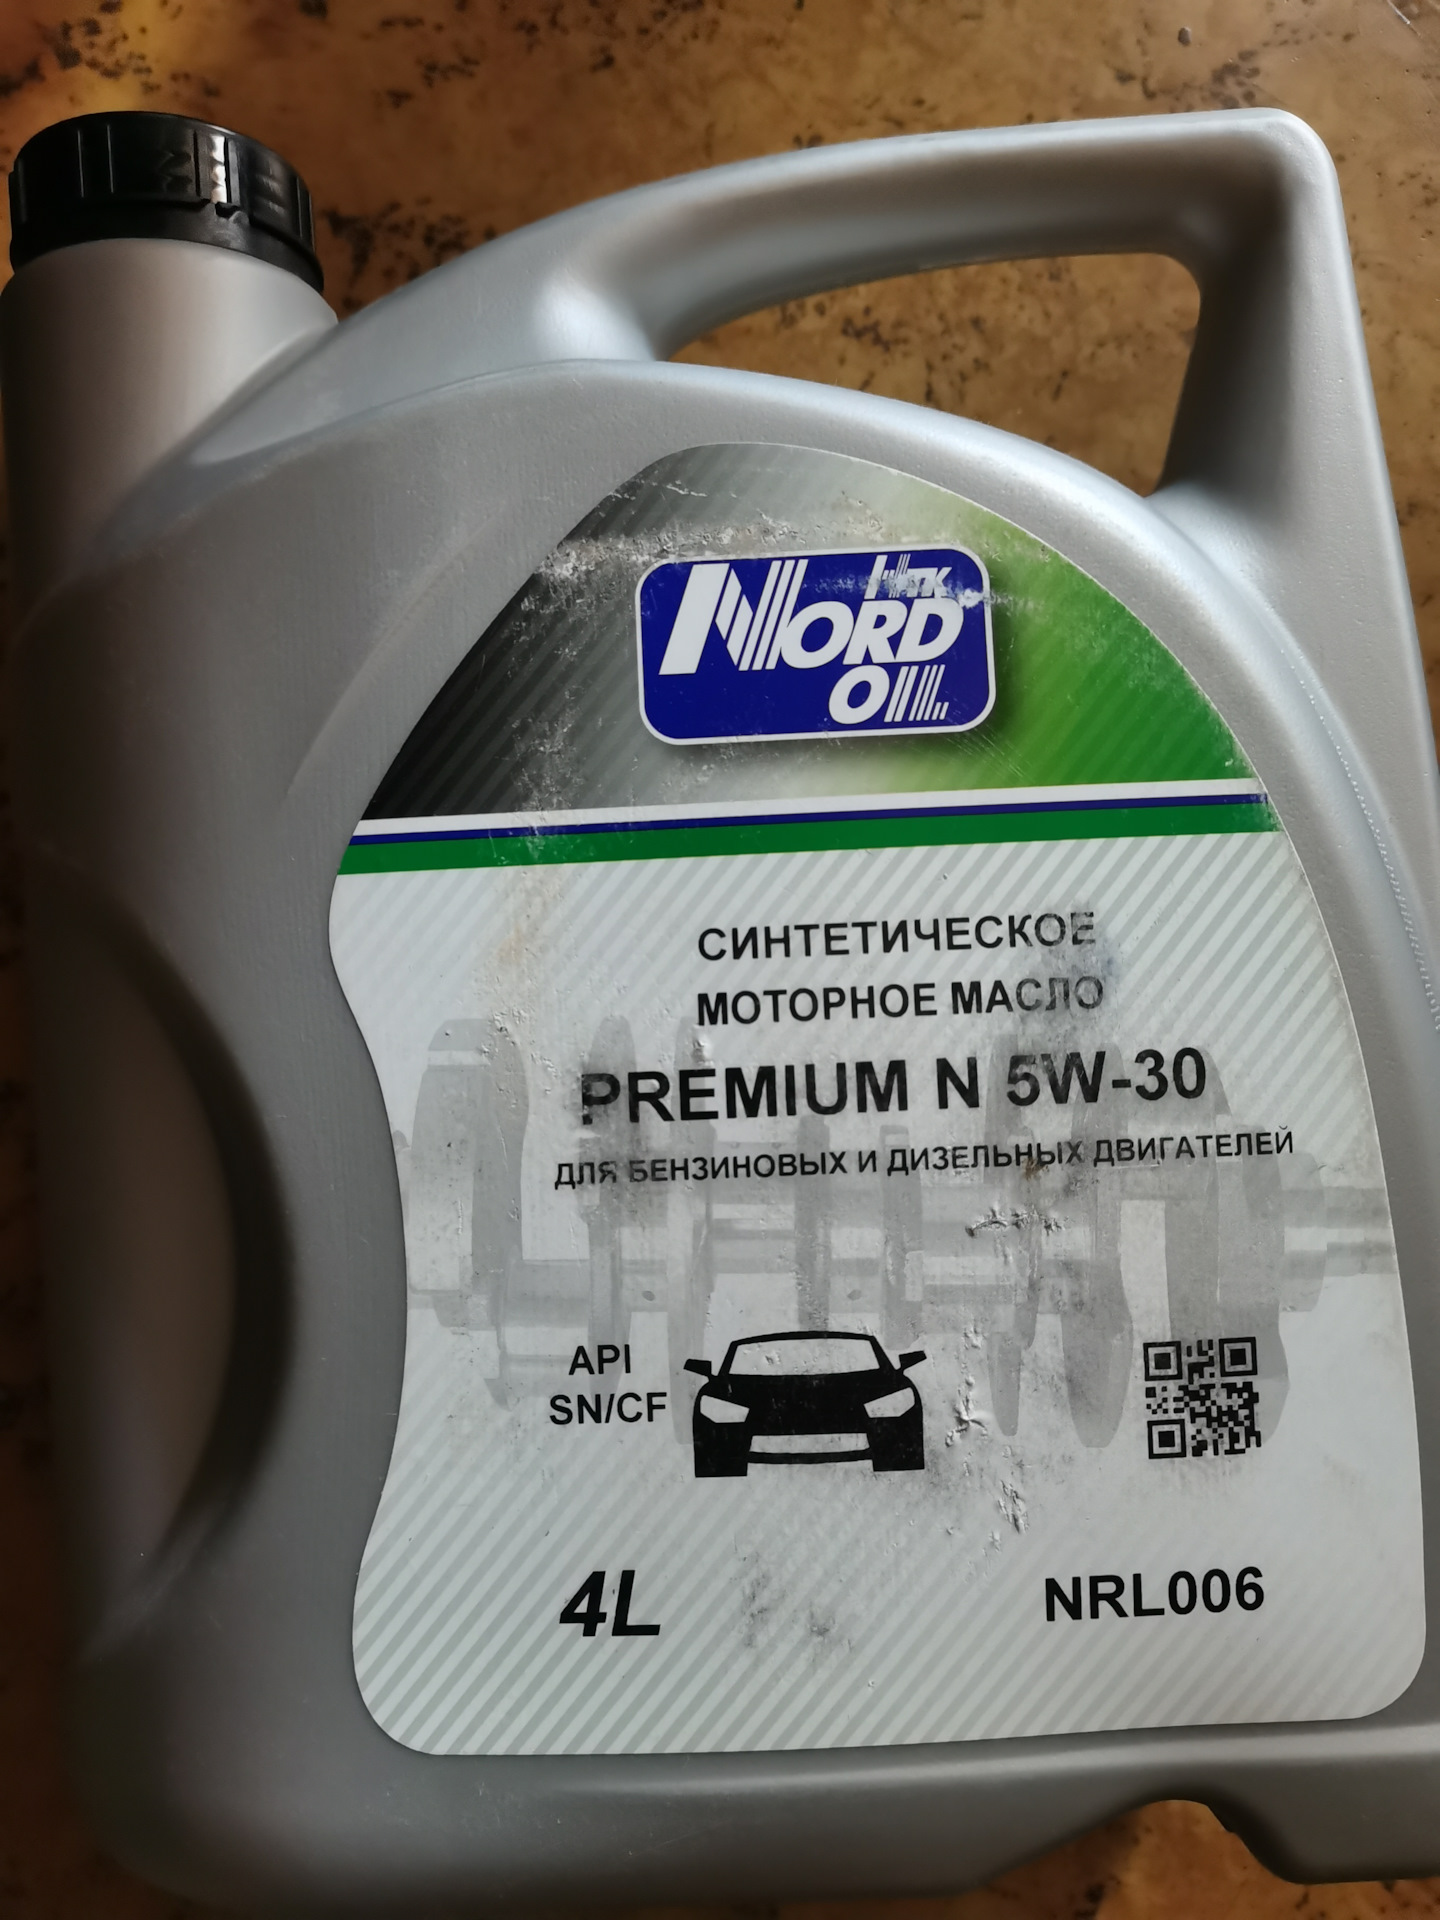 NORD
OIL
СИНТЕТИЧЕСКОЕ
МОТОРНОЕ МАСЛО
PREMIUM N 5W-30
ДЛЯ БЕНЗИНОВЫХ И ДИЗЕЛЬНЫХ ДВИГАТЕЛЕЙ
API
SN/CF
4L
NRL006